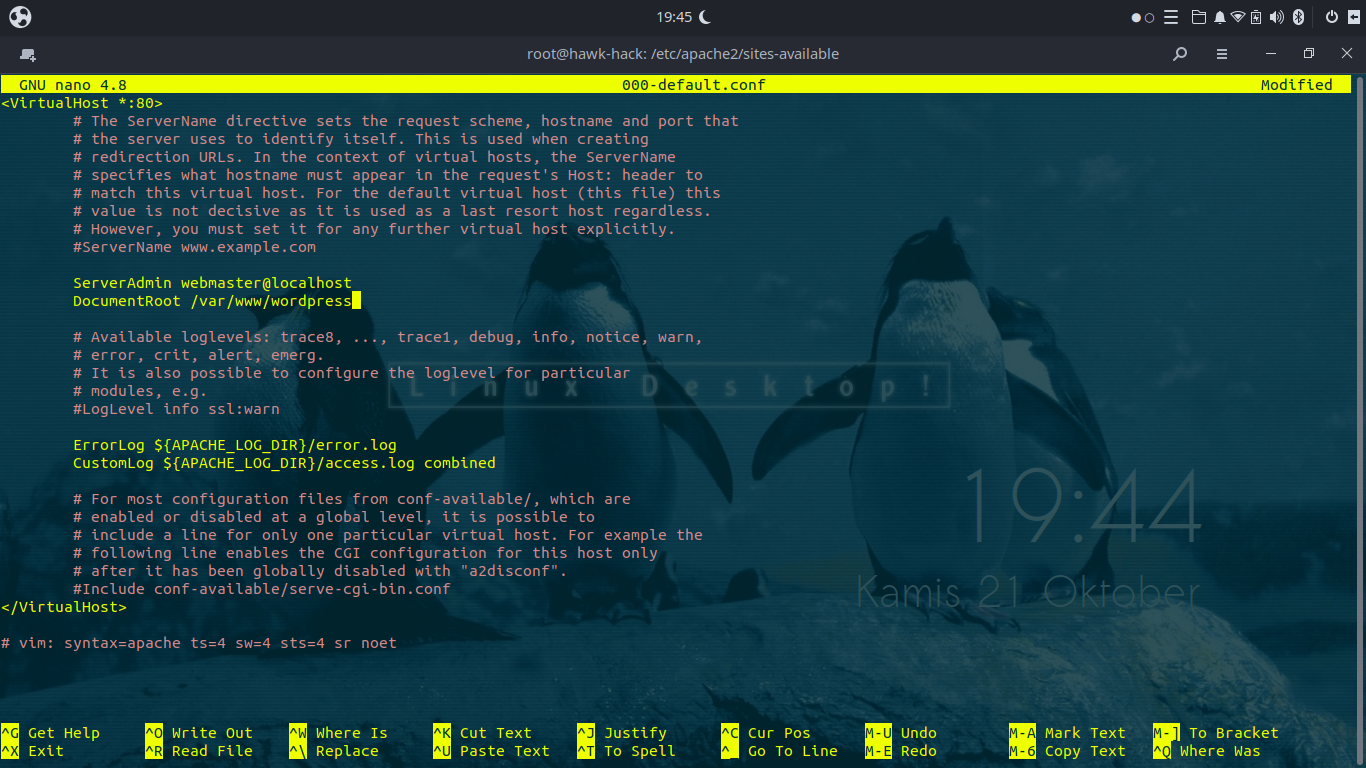 19:45
root@hawk-hack: /etc/apache2/sites-available
GNU nano 4.8 000-default.conf Modified
<VirtualHost *:80>
# The ServerName directive sets the request scheme, hostname and port that
# the server uses to identify itself. This is used when creating
# redirection URLs. In the context of virtual hosts, the ServerName
# specifies what hostname must appear in the request's Host: header to
# match this virtual host. For the default virtual host (this file) this
# value is not decisive as it is used as a last resort host regardless.
# However, you must set it for any further virtual host explicitly.
#ServerName www.example.com
ServerAdmin webmaster@localhost
DocumentRoot /var/www/wordpress
# Available loglevels: trace8, ..., trace1, debug, info, notice, warn,
# error, crit, alert, emerg.
# It is also possible to configure the loglevel for particular
# modules, e.g.
#LogLevel info ssl:warn
Linux Desktop!
ErrorLog ${APACHE_LOG_DIR}/error.log
CustomLog ${APACHE_LOG_DIR}/access.log combined
# For most configuration files from conf-available/, which are
# enabled or disabled at a global level, it is possible to
# include a line for only one particular virtual host. For example the
# following line enables the CGI configuration for this host only
# after it has been globally disabled with "a2disconf".
#Include conf-available/serve-cgi-bin.conf
</VirtualHost>
19:44
Kamis 21 Oktober
# vim: syntax=apache ts=4 sw=4 sts=4 sr noet
^G Get Help ^O Write Out ^W Where Is ^K Cut Text ^J Justify ^C Cur Pos M-U Undo M-A Mark Text M-] To Bracket
^X Exit ^R Read File ^\ Replace ^U Paste Text ^T To Spell ^_ Go To Line M-E Redo M-6 Copy Text ^Q Where Was